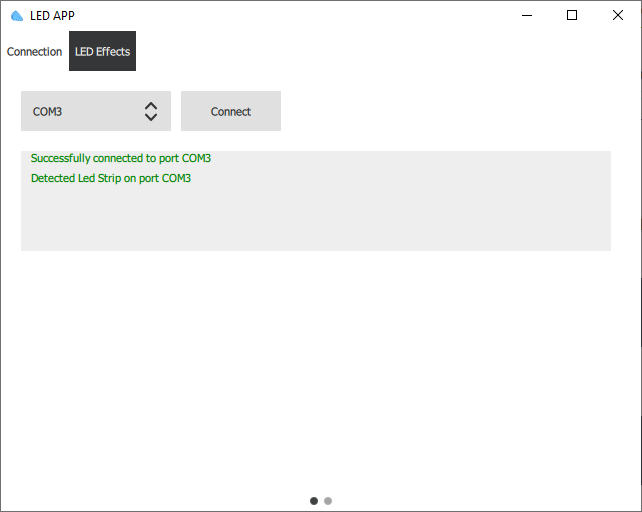 LED APP
Connection LED Effects
COM3 Connect
Successfully connected to port COM3
Detected Led Strip on port COM3